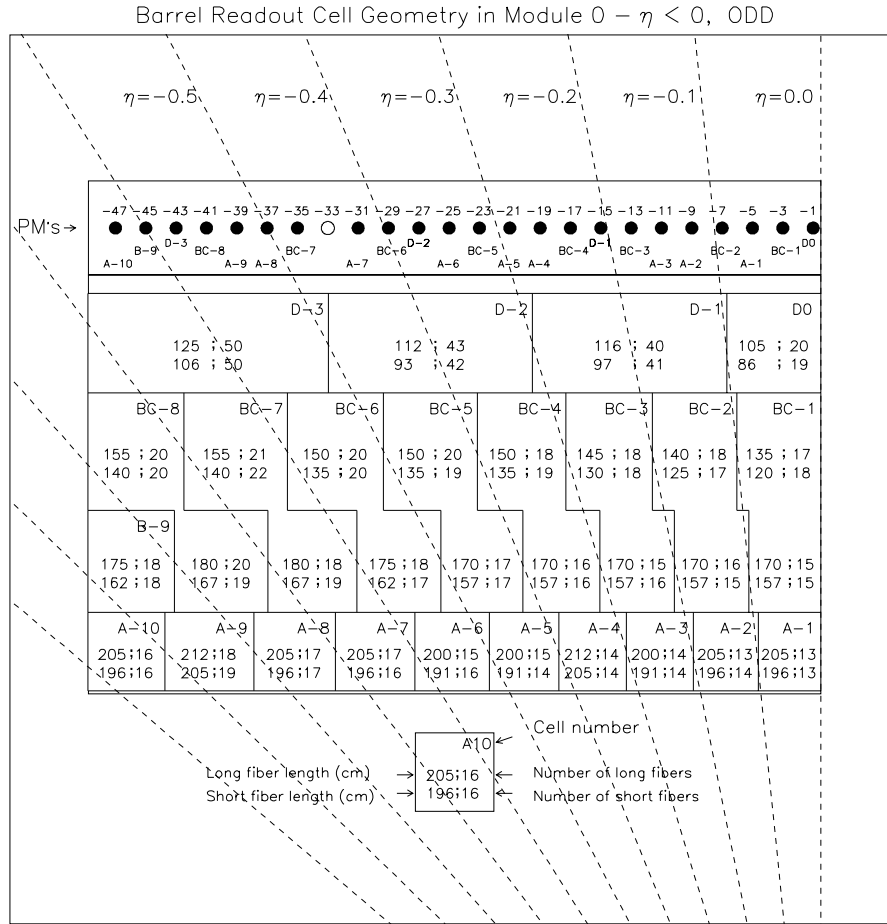 Barrel Readout Cell Geometry in Module 0 – η < 0, ODD
η=−0.5 η=−0.4 η=−0.3 η=−0.2 η=−0.1 η=0.0
−47 −45 −43 −41 −39 −37 −35 −33 −31 −29 −27 −25 −23 −21 −19 −17 −15 −13 −11 −9 −7 −5 −3 −1
PM's
D−3 D−2 D−1 D0
B−9 BC−8 BC−7 BC−6 BC−5 BC−4 BC−3 BC−2 BC−1
A−10 A−9 A−8 A−7 A−6 A−5 A−4 A−3 A−2 A−1
D−3 D−2 D−1 D0
125 ; 50 112 ; 43 116 ; 40 105 ; 20
106 ; 50 93 ; 42 97 ; 41 86 ; 19
BC−8 BC−7 BC−6 BC−5 BC−4 BC−3 BC−2 BC−1
155 ; 20 155 ; 21 150 ; 20 150 ; 20 150 ; 18 145 ; 18 140 ; 18 135 ; 17
140 ; 20 140 ; 22 135 ; 20 135 ; 19 135 ; 19 130 ; 18 125 ; 17 120 ; 18
B−9
175 ;18 180 ;20 180 ;18 175 ;18 170 ;17 170 ;16 170 ;15 170 ;16 170 ;15
162 ;18 167 ;19 167 ;19 162 ;17 157 ;17 157 ;16 157 ;16 157 ;15 157 ;15
A−10 A−9 A−8 A−7 A−6 A−5 A−4 A−3 A−2 A−1
205;16 212;18 205;17 205;17 200;15 200;15 212;14 200;14 205;13 205;13
196;16 205;19 196;17 196;16 191;16 191;14 205;14 191;14 196;14 196;13
Cell number
A10
Long fiber length (cm) 205;16 Number of long fibers
Short fiber length (cm) 196;16 Number of short fibers